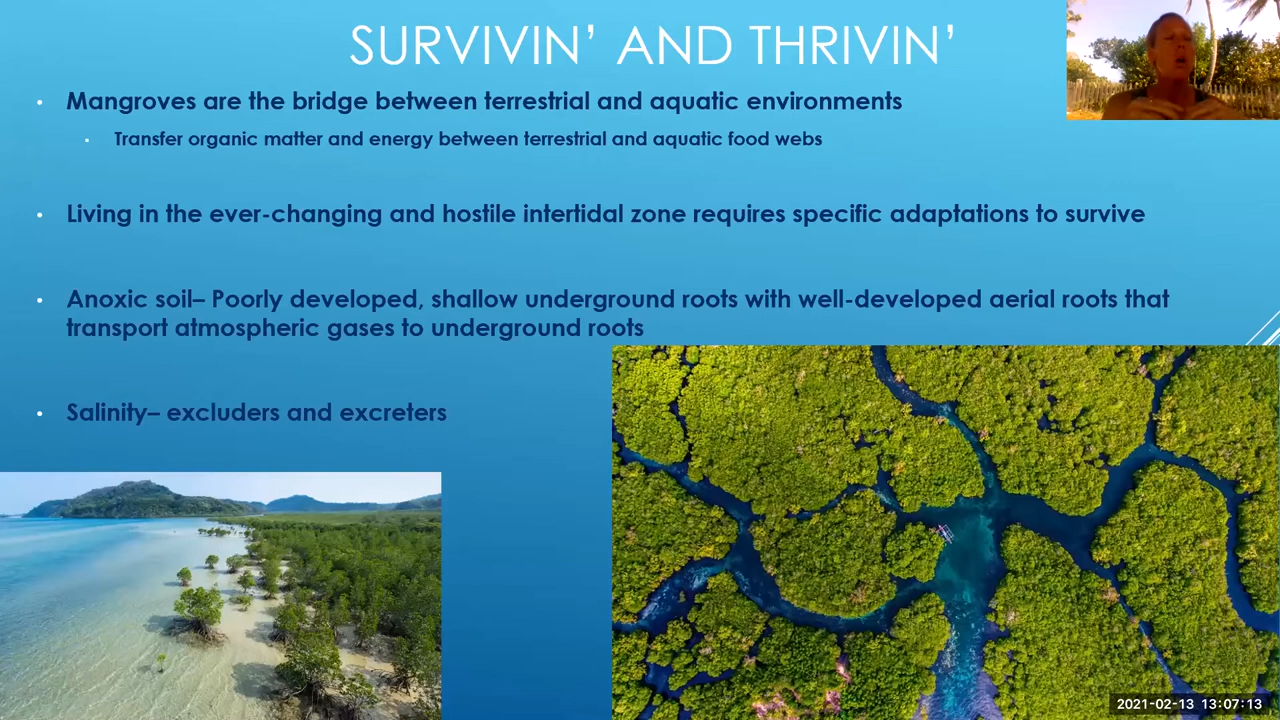 SURVIVIN’ AND THRIVIN’
Mangroves are the bridge between terrestrial and aquatic environments
Transfer organic matter and energy between terrestrial and aquatic food webs
Living in the ever-changing and hostile intertidal zone requires specific adaptations to survive
Anoxic soil– Poorly developed, shallow underground roots with well-developed aerial roots that
transport atmospheric gases to underground roots
Salinity– excluders and excreters
2021-02-13 13:07:13